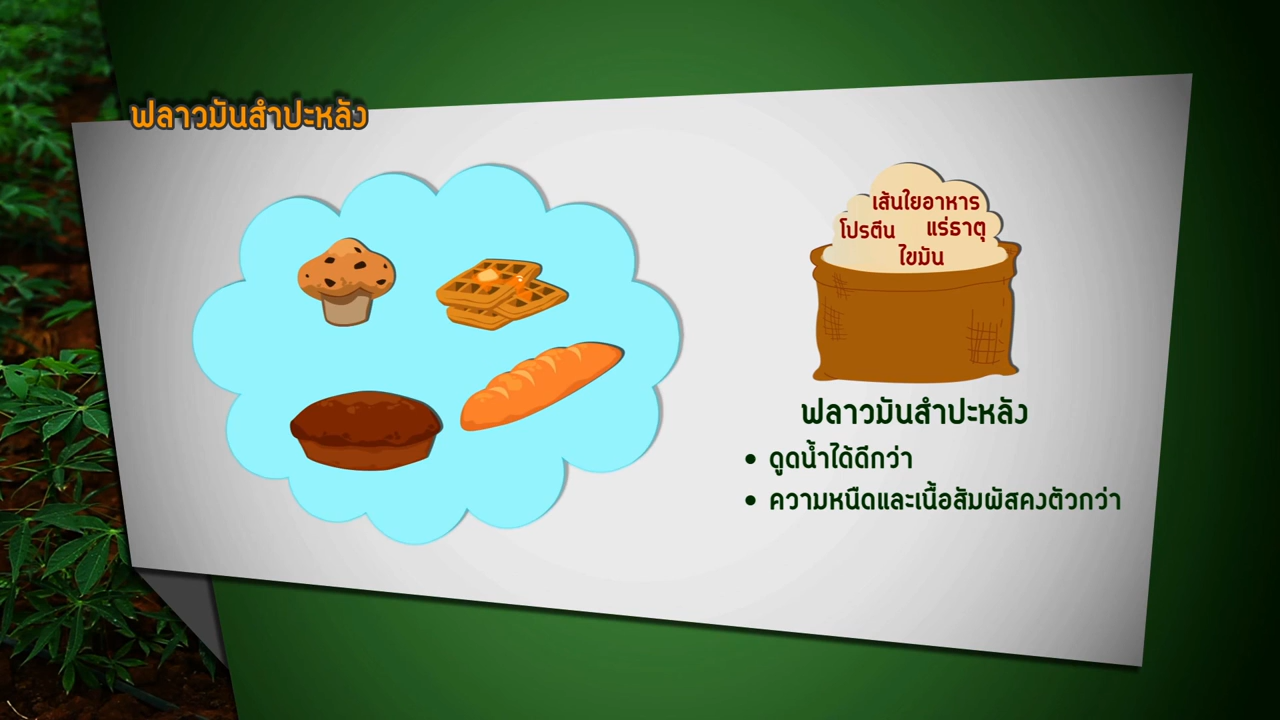 ฟลาวมันสำปะหลัง
เส้นใยอาหาร
โปรตีน แร่ธาตุ
ไขมัน
ฟลาวมันสำปะหลัง
• ดูดน้ำได้ดีกว่า
• ความหนืดและเนื้อสัมผัสคงตัวกว่า